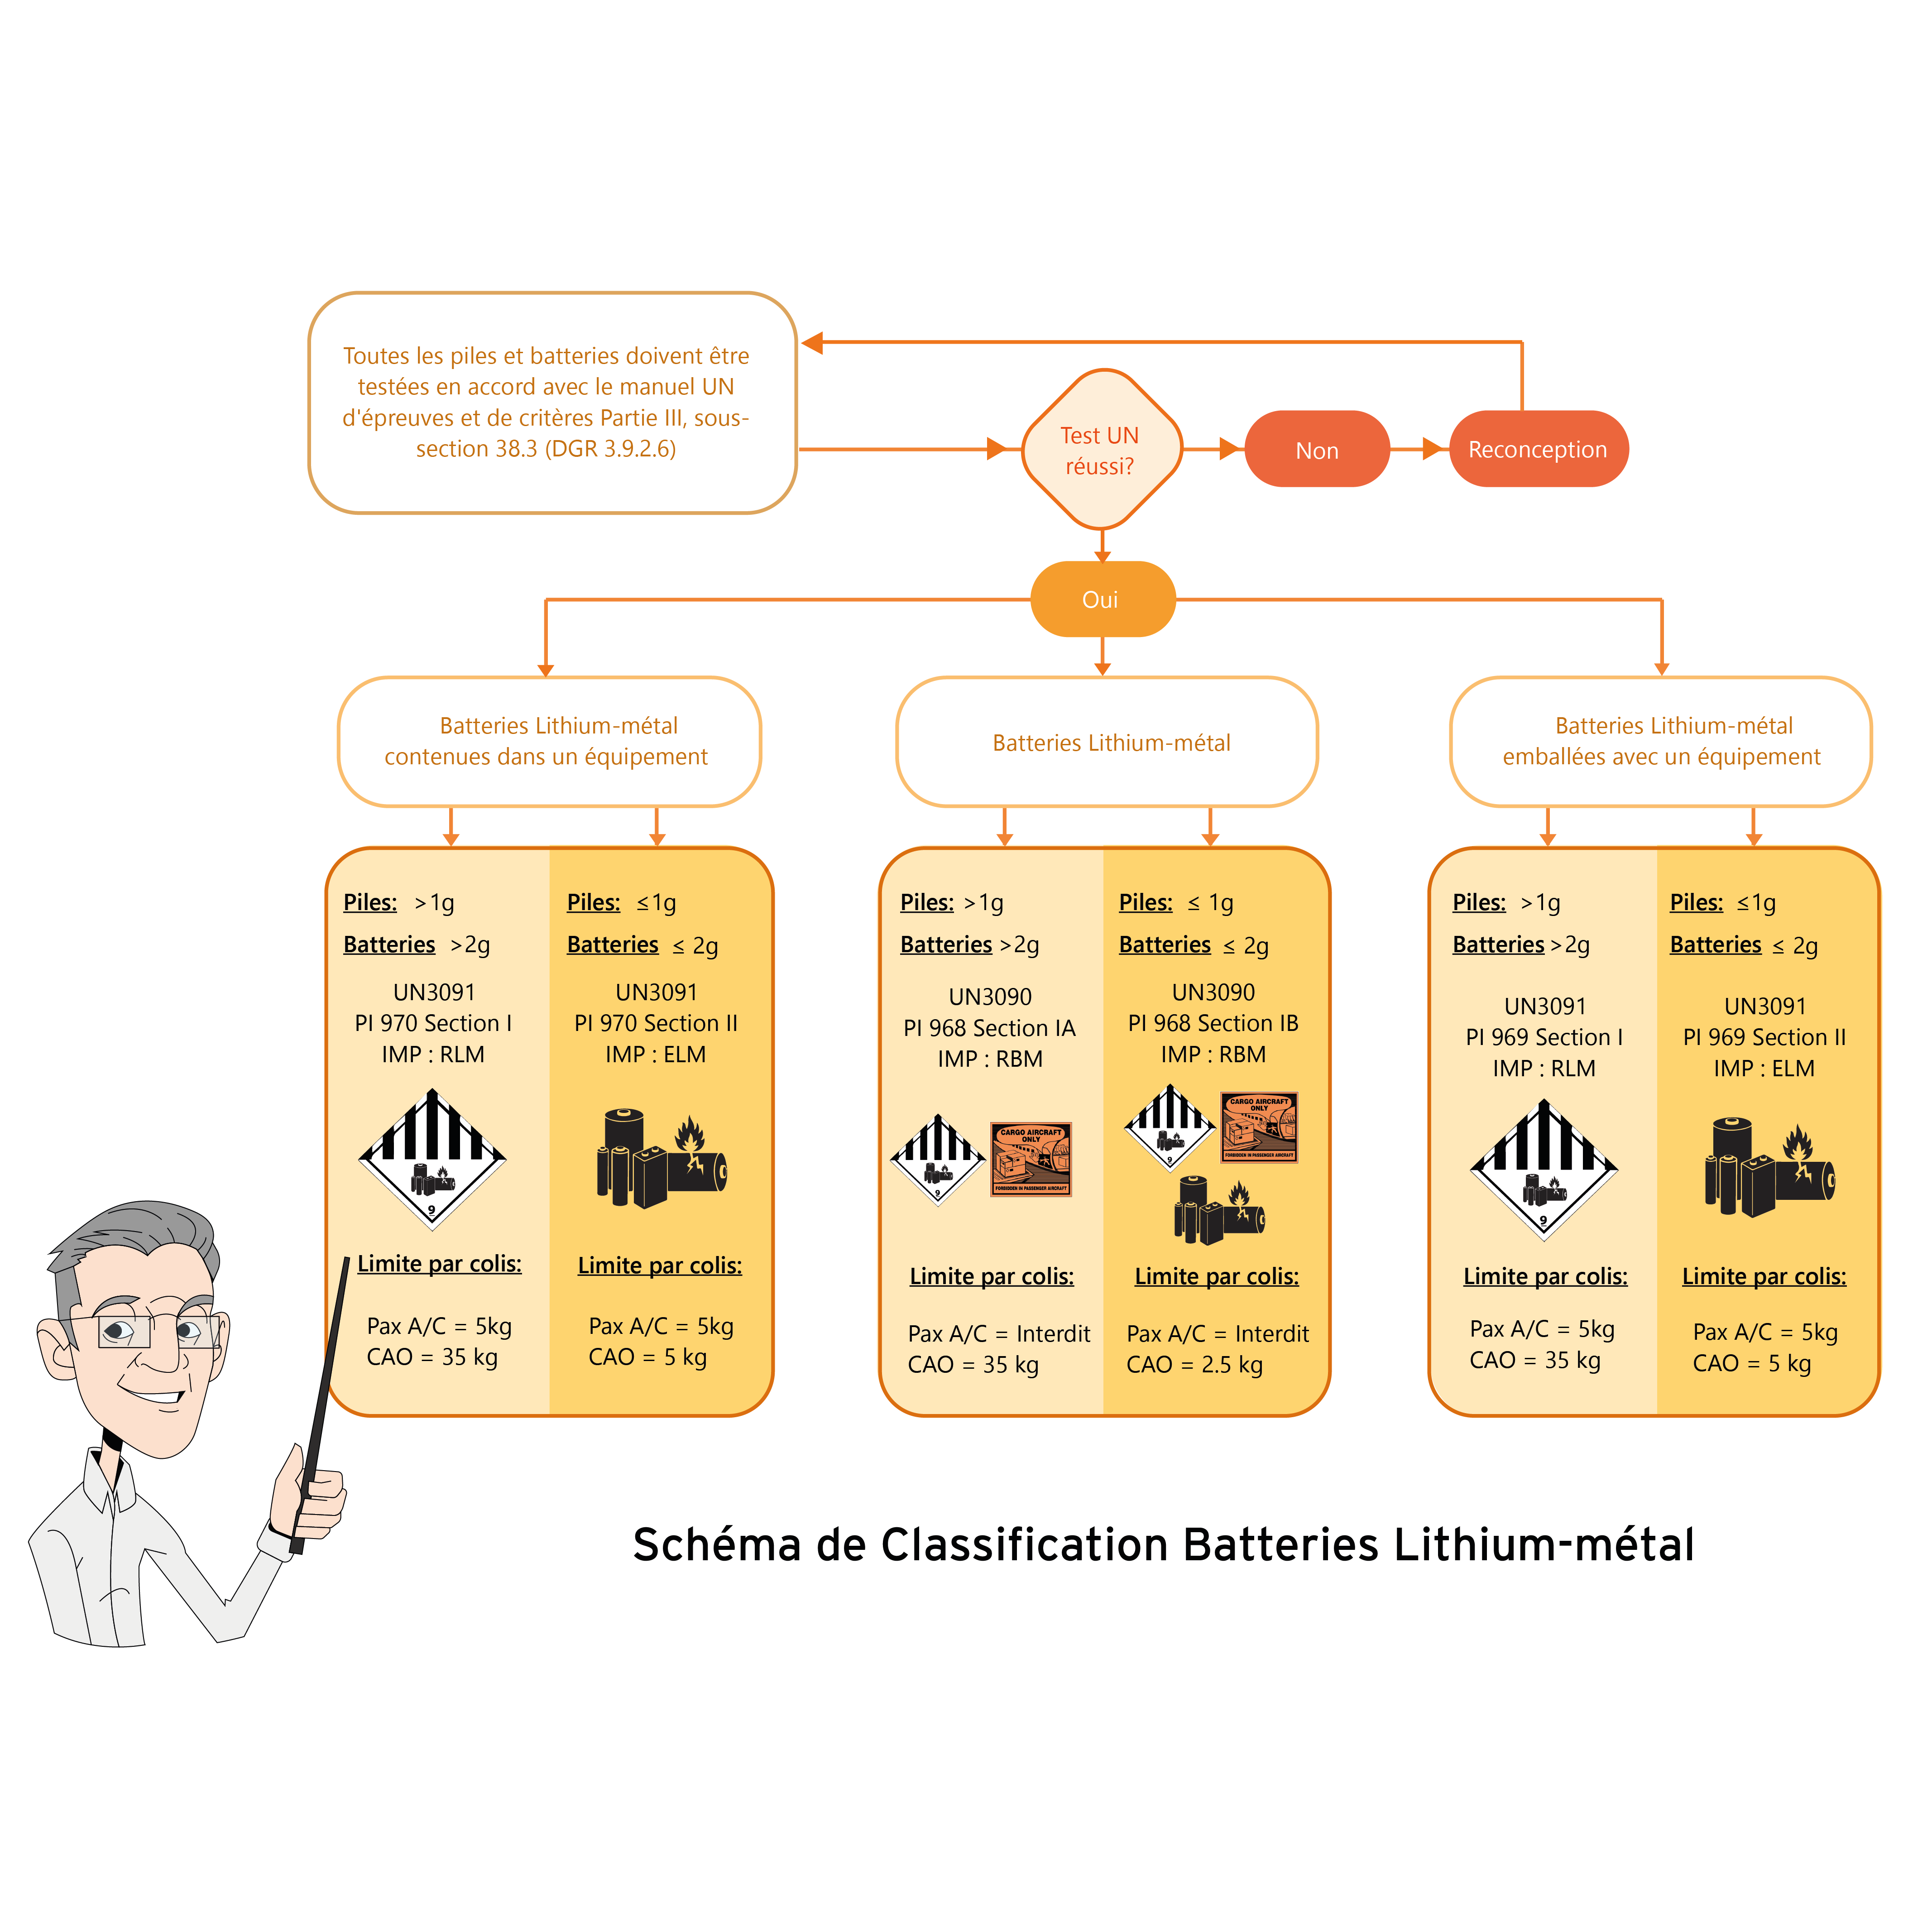 Toutes les piles et batteries doivent être
testées en accord avec le manuel UN
d'épreuves et de critères Partie III, sous-
section 38.3 (DGR 3.9.2.6)
Test UN
réussi?
Non
Reconception
Oui
Batteries Lithium-métal
contenues dans un équipement
Batteries Lithium-métal
Batteries Lithium-métal
emballées avec un équipement
Piles: >1g
Batteries >2g
UN3091
PI 970 Section I
IMP : RLM
9
Limite par colis:
Pax A/C = 5kg
CAO = 35 kg
Piles: ≤1g
Batteries ≤ 2g
UN3091
PI 970 Section II
IMP : ELM
Limite par colis:
Pax A/C = 5kg
CAO = 5 kg
Piles: >1g
Batteries >2g
UN3090
PI 968 Section IA
IMP : RBM
9
CARGO AIRCRAFT
ONLY
FORBIDDEN IN PASSENGER AIRCRAFT
Limite par colis:
Pax A/C = Interdit
CAO = 35 kg
Piles: ≤ 1g
Batteries ≤ 2g
UN3090
PI 968 Section IB
IMP : RBM
9
CARGO AIRCRAFT
ONLY
FORBIDDEN IN PASSENGER AIRCRAFT
Limite par colis:
Pax A/C = Interdit
CAO = 2.5 kg
Piles: >1g
Batteries >2g
UN3091
PI 969 Section I
IMP : RLM
9
Limite par colis:
Pax A/C = 5kg
CAO = 35 kg
Piles: ≤1g
Batteries ≤ 2g
UN3091
PI 969 Section II
IMP : ELM
Limite par colis:
Pax A/C = 5kg
CAO = 5 kg
Schéma de Classification Batteries Lithium-métal